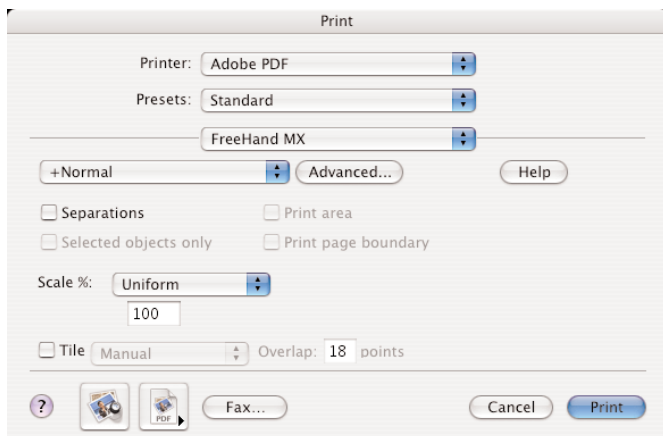 Print
Printer: Adobe PDF
Presets: Standard
FreeHand MX
+Normal Advanced... Help
Separations Print area
Selected objects only Print page boundary
Scale %: Uniform
100
Tile Manual Overlap: 18 points
? PDF Fax... Cancel Print